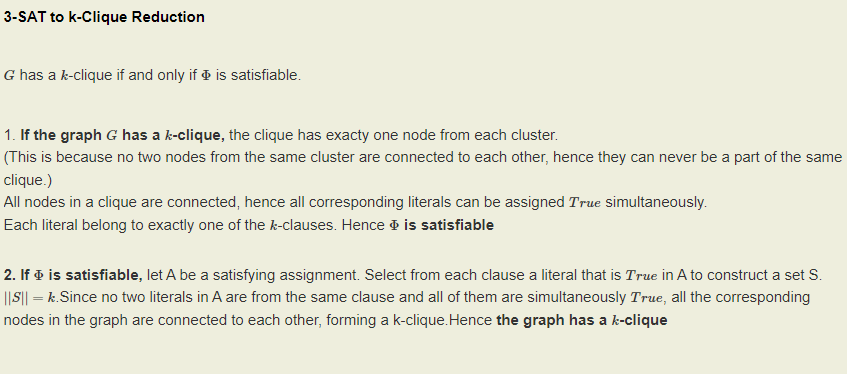 3-SAT to k-Clique Reduction
G has a k-clique if and only if Φ is satisfiable.
1. If the graph G has a k-clique, the clique has exacty one node from each cluster.
(This is because no two nodes from the same cluster are connected to each other, hence they can never be a part of the same
clique.)
All nodes in a clique are connected, hence all corresponding literals can be assigned True simultaneously.
Each literal belong to exactly one of the k-clauses. Hence Φ is satisfiable
2. If Φ is satisfiable, let A be a satisfying assignment. Select from each clause a literal that is True in A to construct a set S.
||S|| = k.Since no two literals in A are from the same clause and all of them are simultaneously True, all the corresponding
nodes in the graph are connected to each other, forming a k-clique.Hence the graph has a k-clique